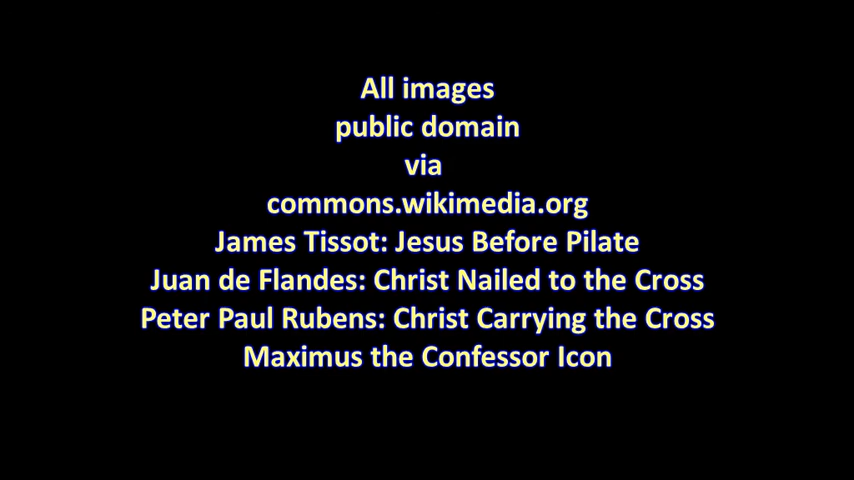 All images
public domain
via
commons.wikimedia.org
James Tissot: Jesus Before Pilate
Juan de Flandes: Christ Nailed to the Cross
Peter Paul Rubens: Christ Carrying the Cross
Maximus the Confessor Icon